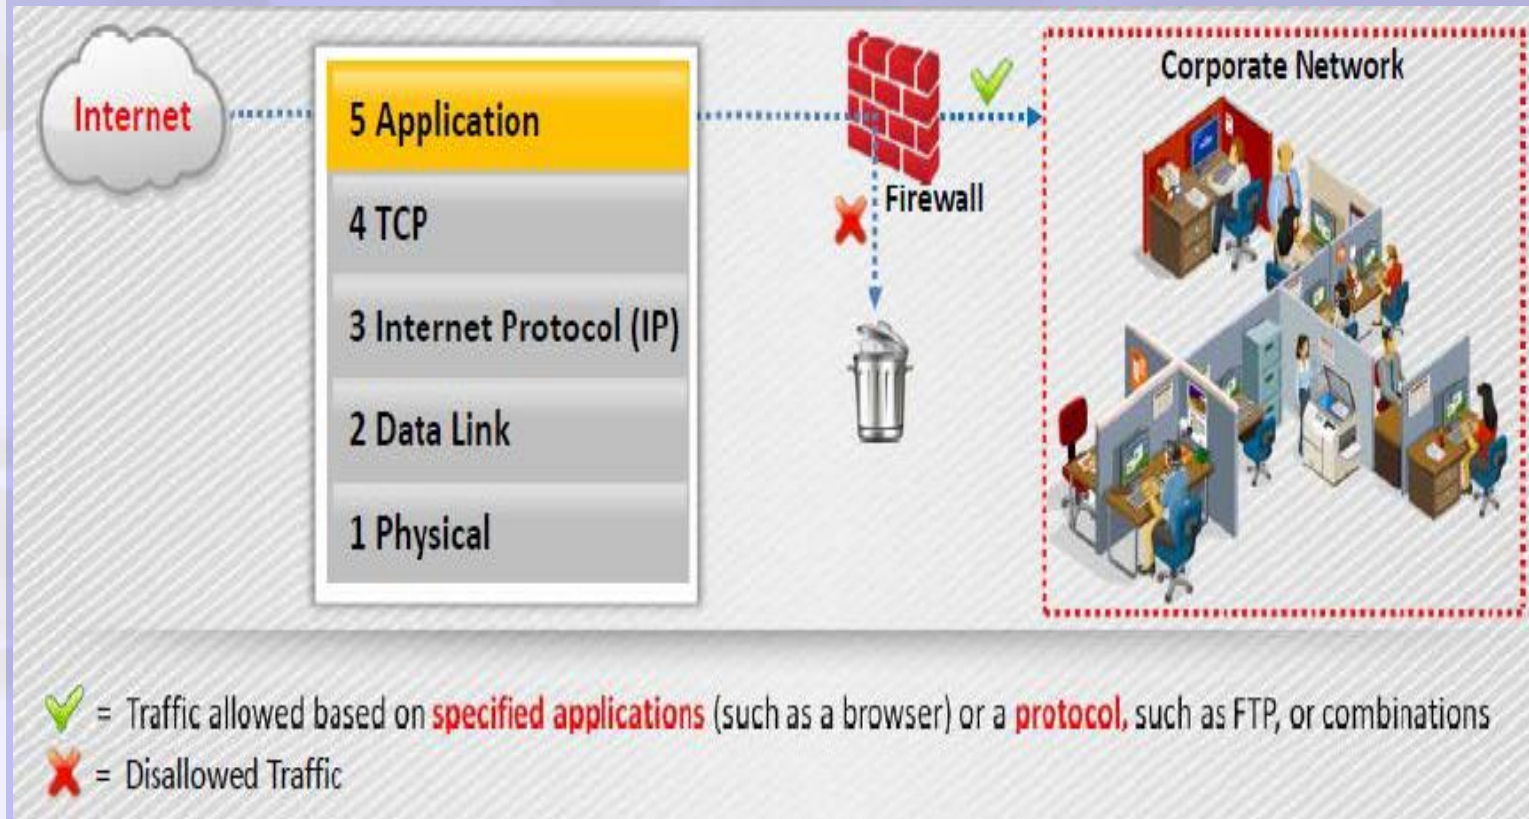 Internet
5 Application
4 TCP
3 Internet Protocol (IP)
2 Data Link
1 Physical
Firewall
Corporate Network
= Traffic allowed based on specified applications (such as a browser) or a protocol, such as FTP, or combinations
= Disallowed Traffic